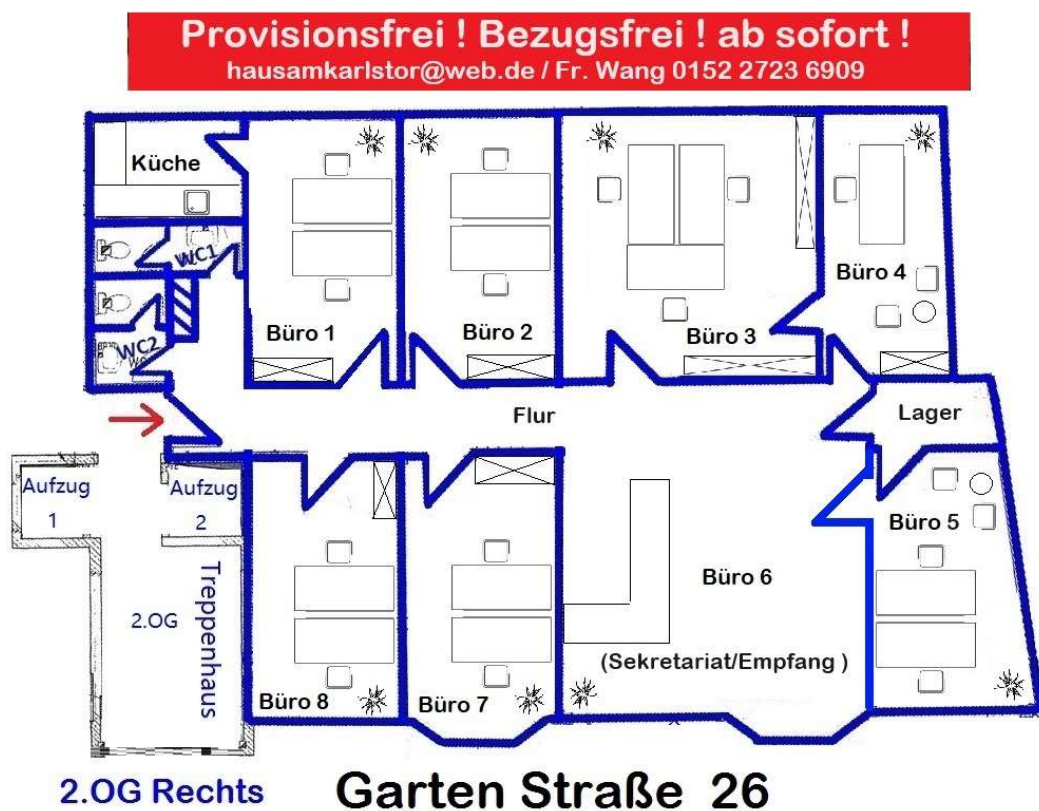 Provisionsfrei ! Bezugsfrei ! ab sofort !
hausamkarlstor@web.de / Fr. Wang 0152 2723 6909
Küche
WC1
WC2
Büro 1
Büro 2
Büro 3
Büro 4
Flur
Lager
Aufzug
1
Aufzug
2
Treppenhaus
2.OG
Büro 5
Büro 6
(Sekretariat/Empfang )
Büro 8
Büro 7
2.OG Rechts
Garten Straße 26